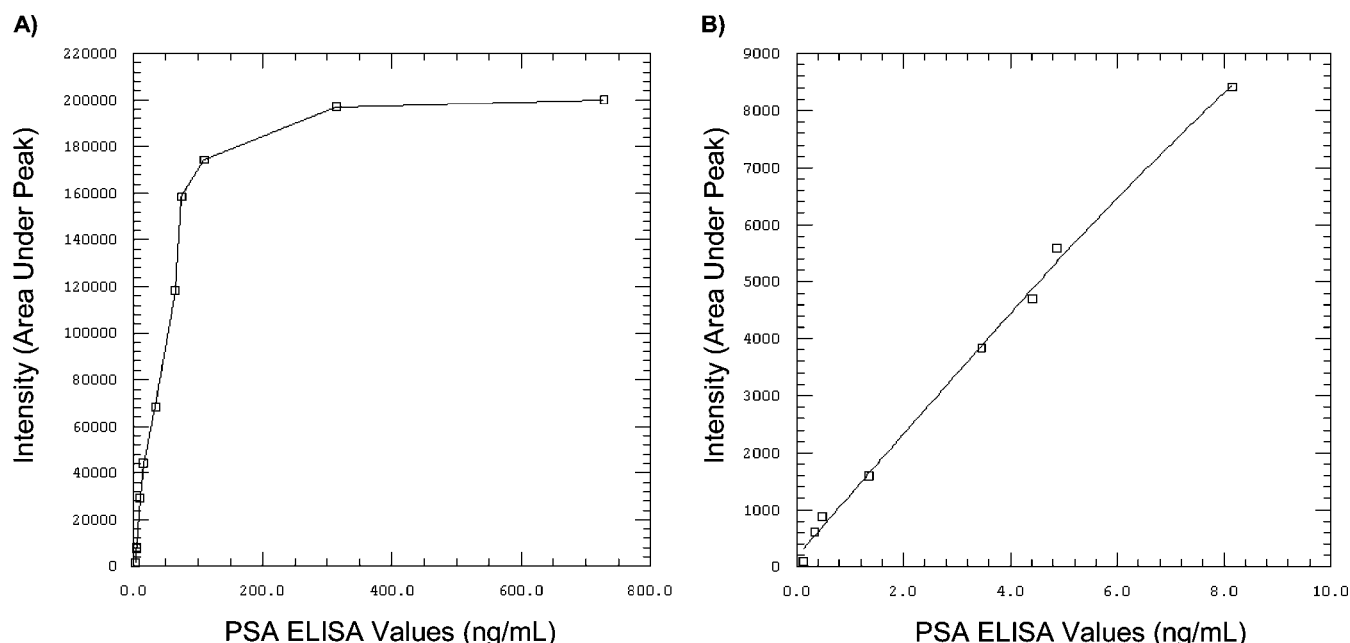 A)
220000
200000
180000
160000
140000
120000
100000
80000
60000
40000
20000
0
0.0 200.0 400.0 600.0 800.0
Intensity (Area Under Peak)
PSA ELISA Values (ng/mL)
B)
9000
8000
7000
6000
5000
4000
3000
2000
1000
0
0.0 2.0 4.0 6.0 8.0 10.0
Intensity (Area Under Peak)
PSA ELISA Values (ng/mL)